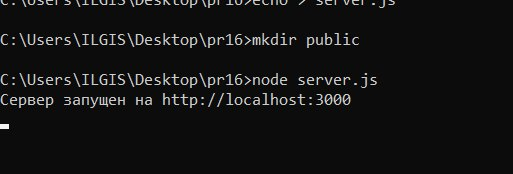 C:\Users\ILGIS\Desktop\pr16>echo > server.js
C:\Users\ILGIS\Desktop\pr16>mkdir public
C:\Users\ILGIS\Desktop\pr16>node server.js
Сервер запущен на http://localhost:3000